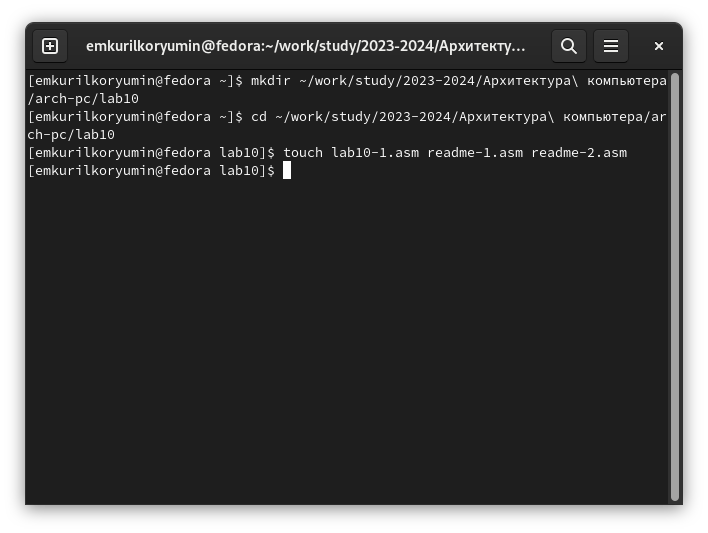 emkurilkoryumin@fedora:~/work/study/2023-2024/Архитекту...
[emkurilkoryumin@fedora ~]$ mkdir ~/work/study/2023-2024/Архитектура\ компьютера
/arch-pc/lab10
[emkurilkoryumin@fedora ~]$ cd ~/work/study/2023-2024/Архитектура\ компьютера/ar
ch-pc/lab10
[emkurilkoryumin@fedora lab10]$ touch lab10-1.asm readme-1.asm readme-2.asm
[emkurilkoryumin@fedora lab10]$